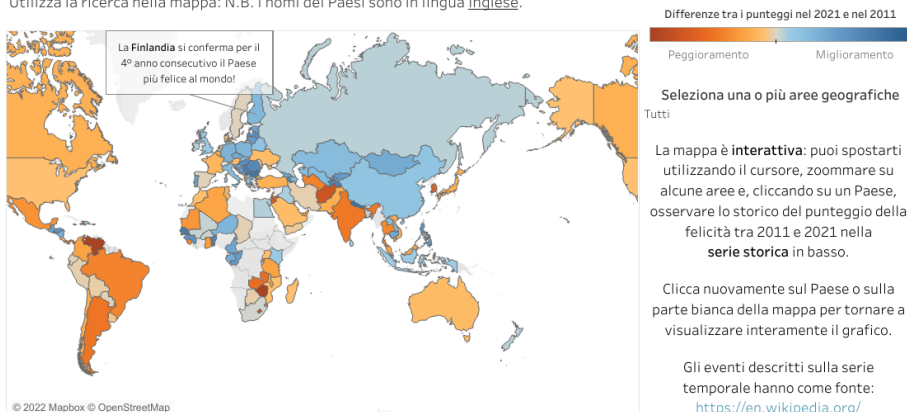 Utilizza la ricerca nella mappa: N.B. i nomi dei Paesi sono in lingua inglese.
La Finlandia si conferma per il
4° anno consecutivo il Paese
più felice al mondo!
© 2022 Mapbox © OpenStreetMap
Differenze tra i punteggi nel 2021 e nel 2011
Peggioramento Miglioramento
Seleziona una o più aree geografiche
Tutti
La mappa è interattiva: puoi spostarti
utilizzando il cursore, zoommare su
alcune aree e, cliccando su un Paese,
osservare lo storico del punteggio della
felicità tra 2011 e 2021 nella
serie storica in basso.
Clicca nuovamente sul Paese o sulla
parte bianca della mappa per tornare a
visualizzare interamente il grafico.
Gli eventi descritti sulla serie
temporale hanno come fonte:
https://en.wikipedia.org/